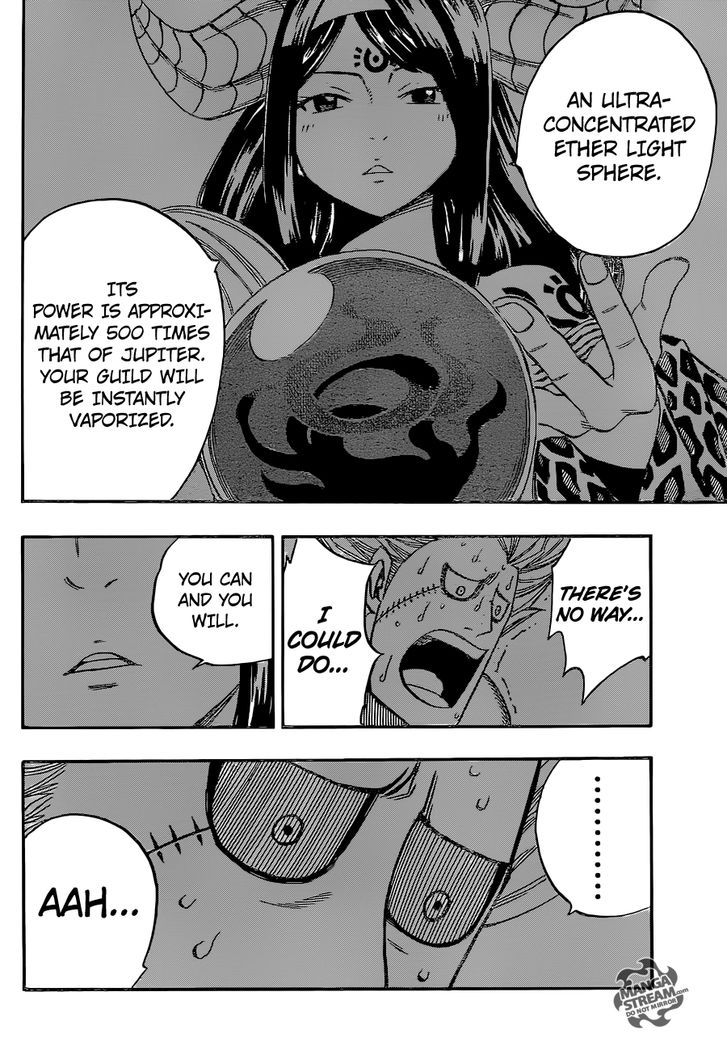 AN ULTRA-
CONCENTRATED
ETHER LIGHT
SPHERE.
ITS
POWER IS APPROXI-
MATELY 500 TIMES
THAT OF JUPITER.
YOUR GUILD WILL
BE INSTANTLY
VAPORIZED.
THERE'S
NO WAY...
I
COULD
DO...
YOU CAN
AND YOU
WILL.
.........
AAH...
MANGA
STREAM.com
DO NOT MIRROR